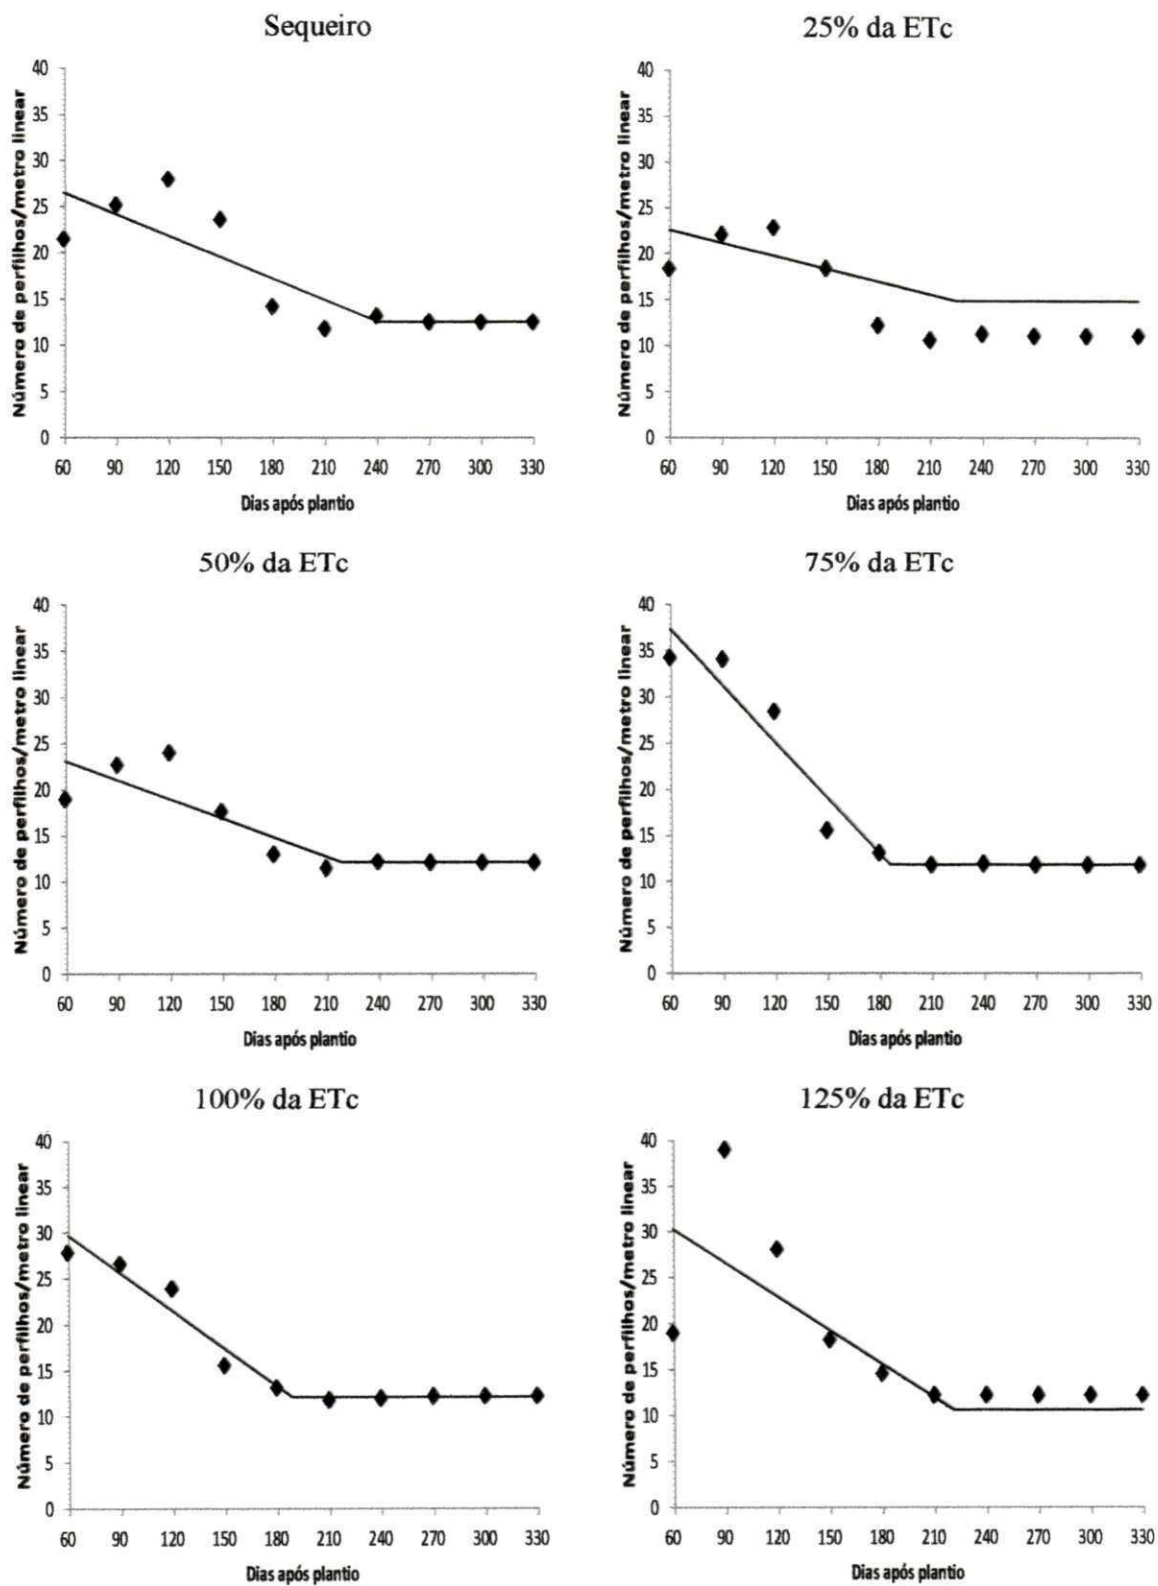 Sequeiro
Número de perfilhos/metro linear
40
35
30
25
20
15
10
5
0
60 90 120 150 180 210 240 270 300 330
Dias após plantio
25% da ETc
Número de perfilhos/metro linear
40
35
30
25
20
15
10
5
0
60 90 120 150 180 210 240 270 300 330
Dias após plantio
50% da ETc
Número de perfilhos/metro linear
40
35
30
25
20
15
10
5
0
60 90 120 150 180 210 240 270 300 330
Dias após plantio
75% da ETc
Número de perfilhos/metro linear
40
35
30
25
20
15
10
5
0
60 90 120 150 180 210 240 270 300 330
Dias após plantio
100% da ETc
Número de perfilhos/metro linear
40
35
30
25
20
15
10
5
0
60 90 120 150 180 210 240 270 300 330
Dias após plantio
125% da ETc
Número de perfilhos/metro linear
40
35
30
25
20
15
10
5
0
60 90 120 150 180 210 240 270 300 330
Dias após plantio